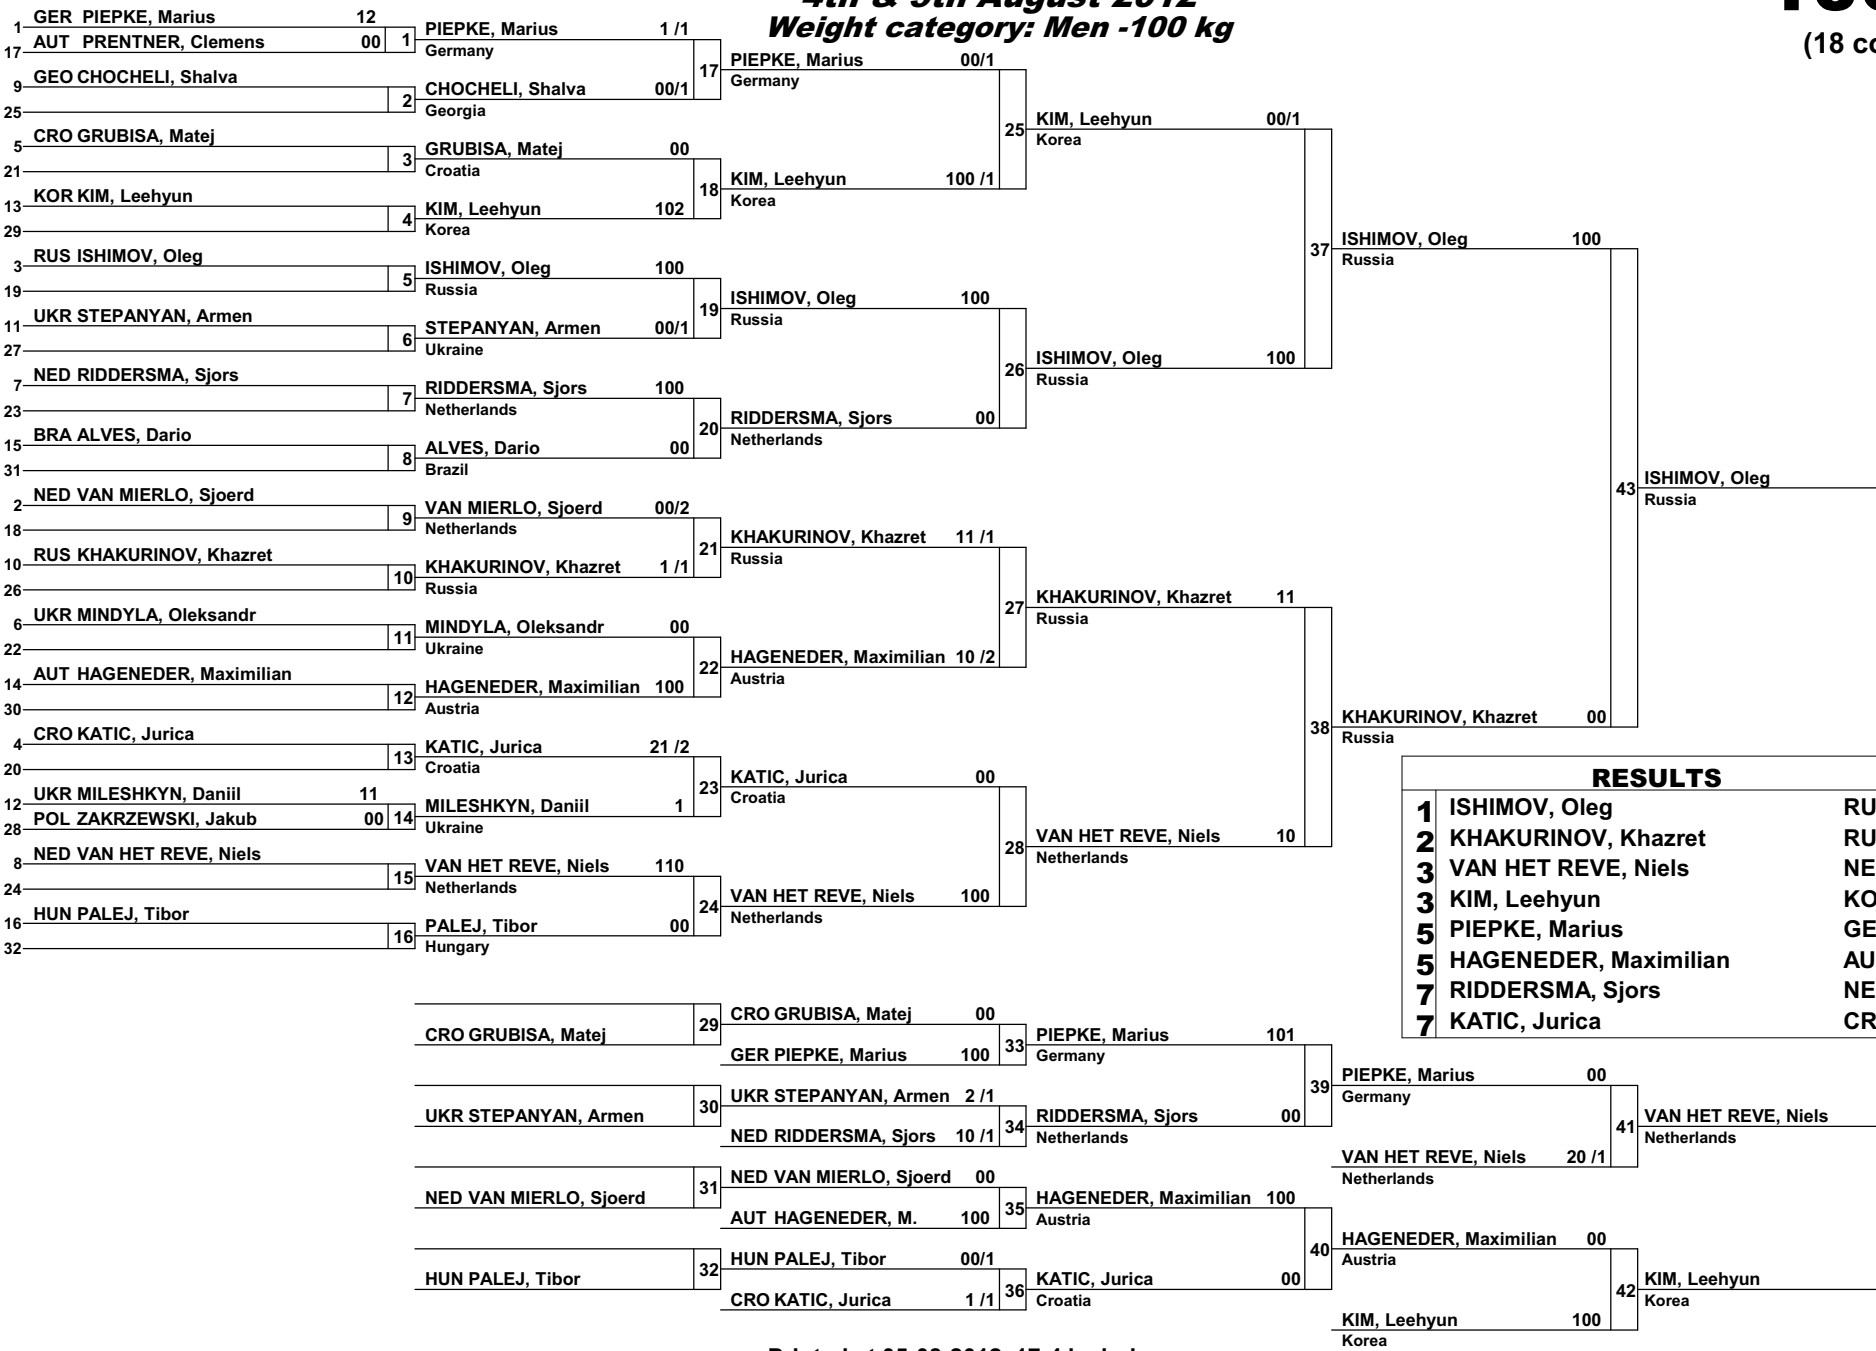 4th & 5th August 2012
Weight category: Men -100 kg
(18 co
1 GER PIEPKE, Marius 12
17 AUT PRENTNER, Clemens 00 1
9 GEO CHOCHELI, Shalva
25 2
5 CRO GRUBISA, Matej
21 3
13 KOR KIM, Leehyun
29 4
3 RUS ISHIMOV, Oleg
19 5
11 UKR STEPANYAN, Armen
27 6
7 NED RIDDERSMA, Sjors
23 7
15 BRA ALVES, Dario
31 8
2 NED VAN MIERLO, Sjoerd
18 9
10 RUS KHAKURINOV, Khazret
26 10
6 UKR MINDYLA, Oleksandr
22 11
14 AUT HAGENEDER, Maximilian
30 12
4 CRO KATIC, Jurica
20 13
12 UKR MILESHKYN, Daniil 11
28 POL ZAKRZEWSKI, Jakub 00 14
8 NED VAN HET REVE, Niels
24 15
16 HUN PALEJ, Tibor
32 16
PIEPKE, Marius 1 /1
Germany
17
CHOCHELI, Shalva 00/1
Georgia
GRUBISA, Matej 00
Croatia
18
KIM, Leehyun 102
Korea
ISHIMOV, Oleg 100
Russia
19
STEPANYAN, Armen 00/1
Ukraine
RIDDERSMA, Sjors 100
Netherlands
20
ALVES, Dario 00
Brazil
VAN MIERLO, Sjoerd 00/2
Netherlands
21
KHAKURINOV, Khazret 1 /1
Russia
MINDYLA, Oleksandr 00
Ukraine
22
HAGENEDER, Maximilian 100
Austria
KATIC, Jurica 21 /2
Croatia
23
MILESHKYN, Daniil 1
Ukraine
VAN HET REVE, Niels 110
Netherlands
24
PALEJ, Tibor 00
Hungary
PIEPKE, Marius 00/1
Germany
25
KIM, Leehyun 100 /1
Korea
ISHIMOV, Oleg 100
Russia
26
RIDDERSMA, Sjors 00
Netherlands
KHAKURINOV, Khazret 11 /1
Russia
27
HAGENEDER, Maximilian 10 /2
Austria
KATIC, Jurica 00
Croatia
28
VAN HET REVE, Niels 100
Netherlands
KIM, Leehyun 00/1
Korea
37
ISHIMOV, Oleg 100
Russia
KHAKURINOV, Khazret 11
Russia
38
VAN HET REVE, Niels 10
Netherlands
ISHIMOV, Oleg 100
Russia
43
KHAKURINOV, Khazret 00
Russia
ISHIMOV, Oleg
Russia
RESULTS
1 ISHIMOV, Oleg RU
2 KHAKURINOV, Khazret RU
3 VAN HET REVE, Niels NE
3 KIM, Leehyun KO
5 PIEPKE, Marius GE
5 HAGENEDER, Maximilian AU
7 RIDDERSMA, Sjors NE
7 KATIC, Jurica CR
CRO GRUBISA, Matej 29
UKR STEPANYAN, Armen 30
NED VAN MIERLO, Sjoerd 31
HUN PALEJ, Tibor 32
CRO GRUBISA, Matej 00
33
GER PIEPKE, Marius 100
UKR STEPANYAN, Armen 2 /1
34
NED RIDDERSMA, Sjors 10 /1
NED VAN MIERLO, Sjoerd 00
35
AUT HAGENEDER, M. 100
HUN PALEJ, Tibor 00/1
36
CRO KATIC, Jurica 1 /1
PIEPKE, Marius 101
Germany
39
RIDDERSMA, Sjors 00
Netherlands
HAGENEDER, Maximilian 100
Austria
40
KATIC, Jurica 00
Croatia
PIEPKE, Marius 00
Germany
41
VAN HET REVE, Niels 20 /1
Netherlands
HAGENEDER, Maximilian 00
Austria
42
KIM, Leehyun 100
Korea
VAN HET REVE, Niels
Netherlands
KIM, Leehyun
Korea